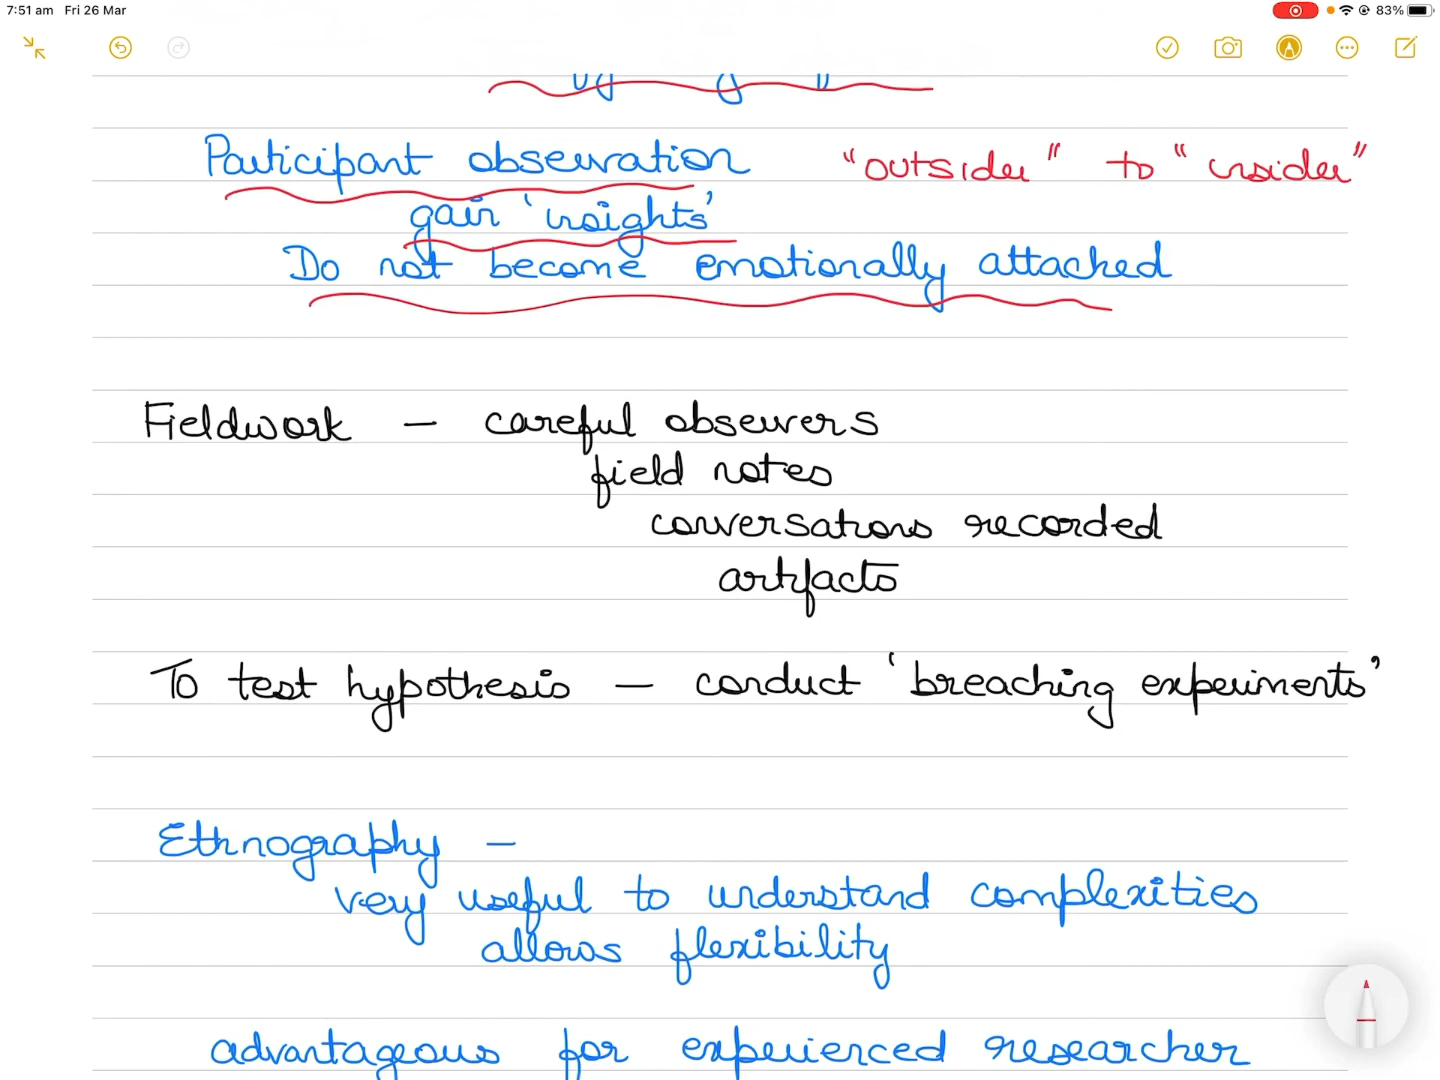 7:51 am Fri 26 Mar
83%
Participant observation "outsider" to "insider"
gain 'insights'
Do not become emotionally attached
Fieldwork – careful observers
field notes
conversations recorded
artifacts
To test hypothesis – conduct 'breaching experiments'
Ethnography –
very useful to understand complexities
allows flexibility
advantageous for experienced researcher